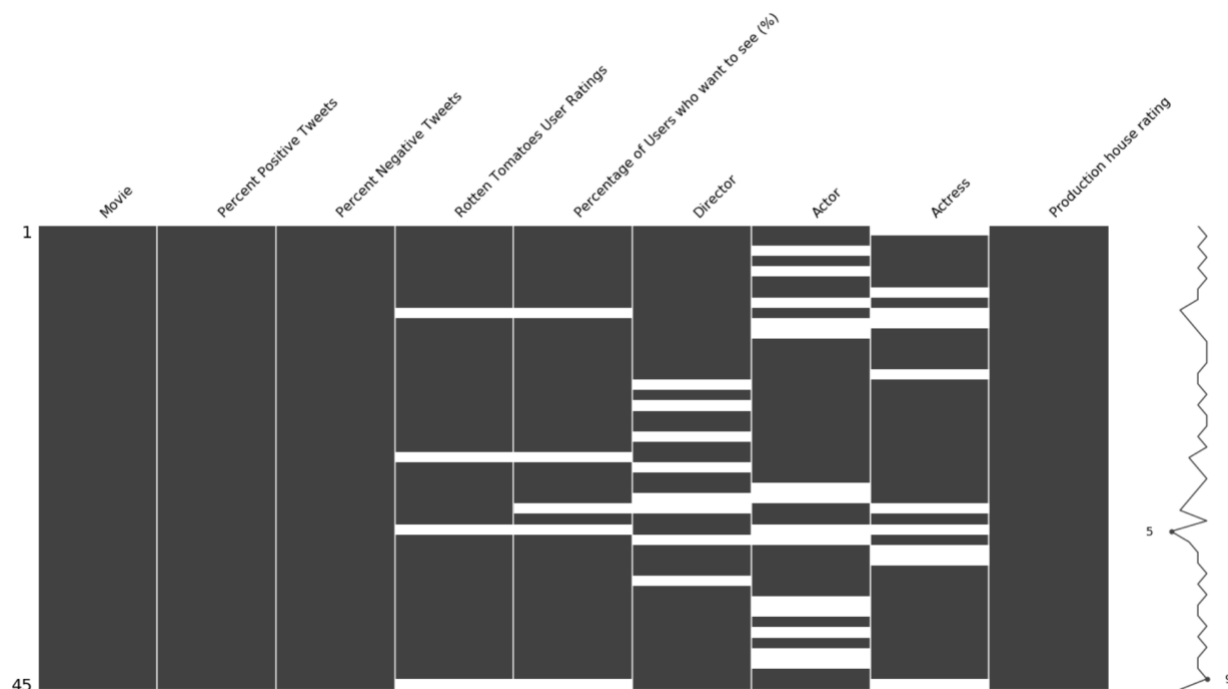 Movie
Percent Positive Tweets
Percent Negative Tweets
Rotten Tomatoes User Ratings
Percentage of Users who want to see (%)
Director
Actor
Actress
Production house rating
1
5
45